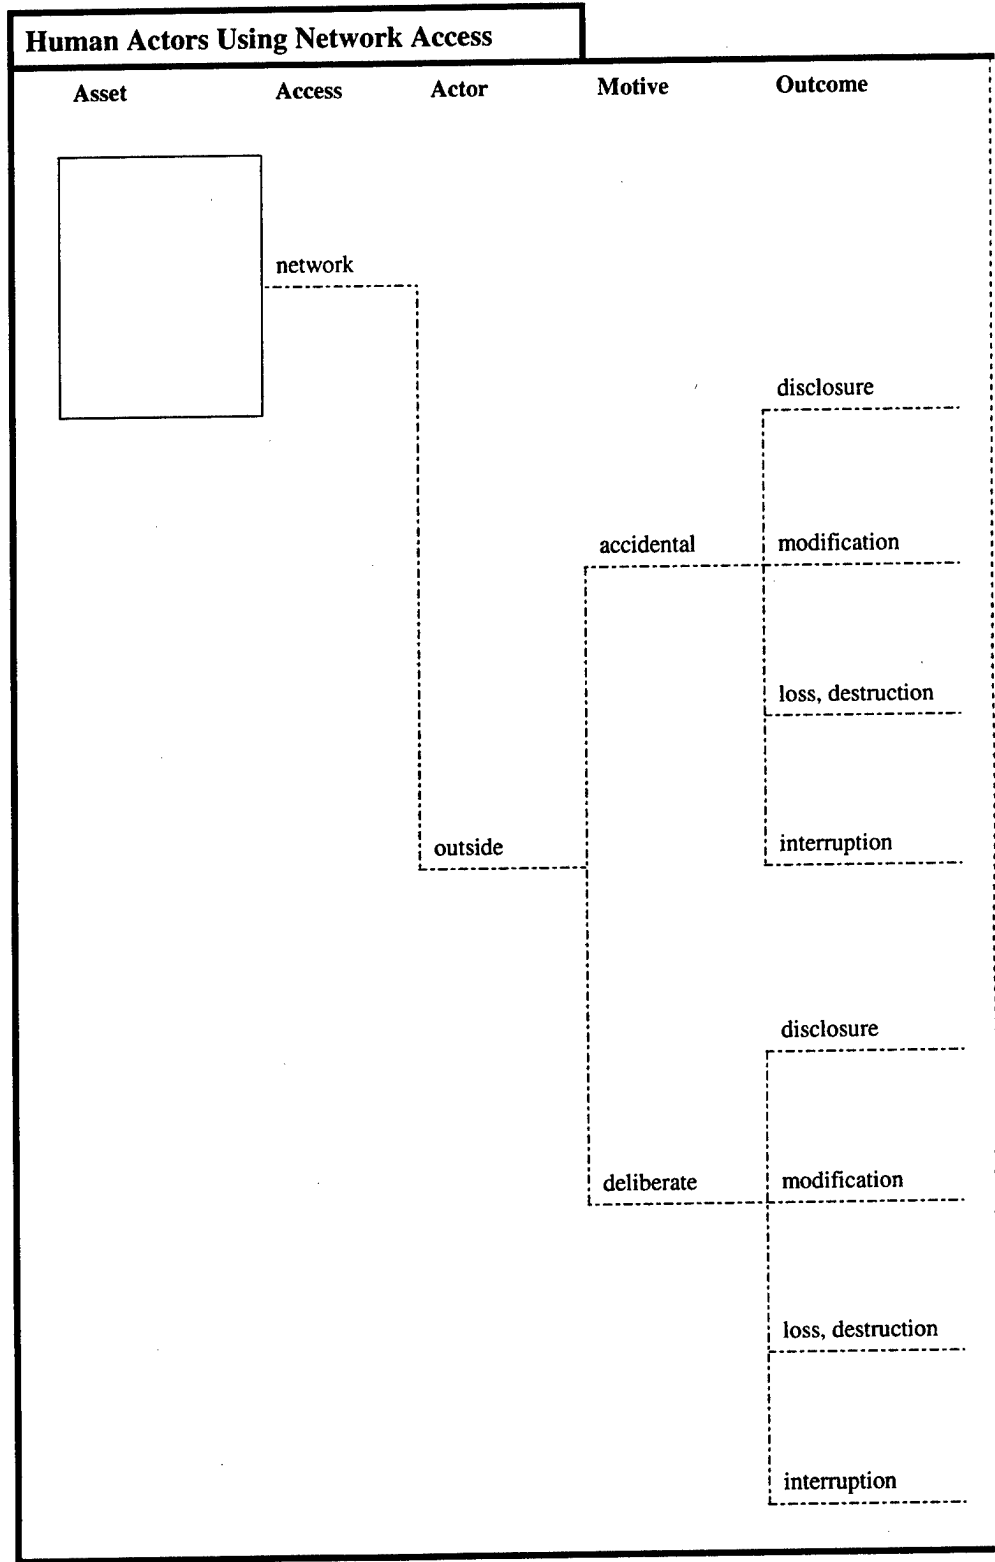 Human Actors Using Network Access
Asset Access Actor Motive Outcome
network
disclosure
accidental modification
loss, destruction
outside interruption
disclosure
deliberate modification
loss, destruction
interruption